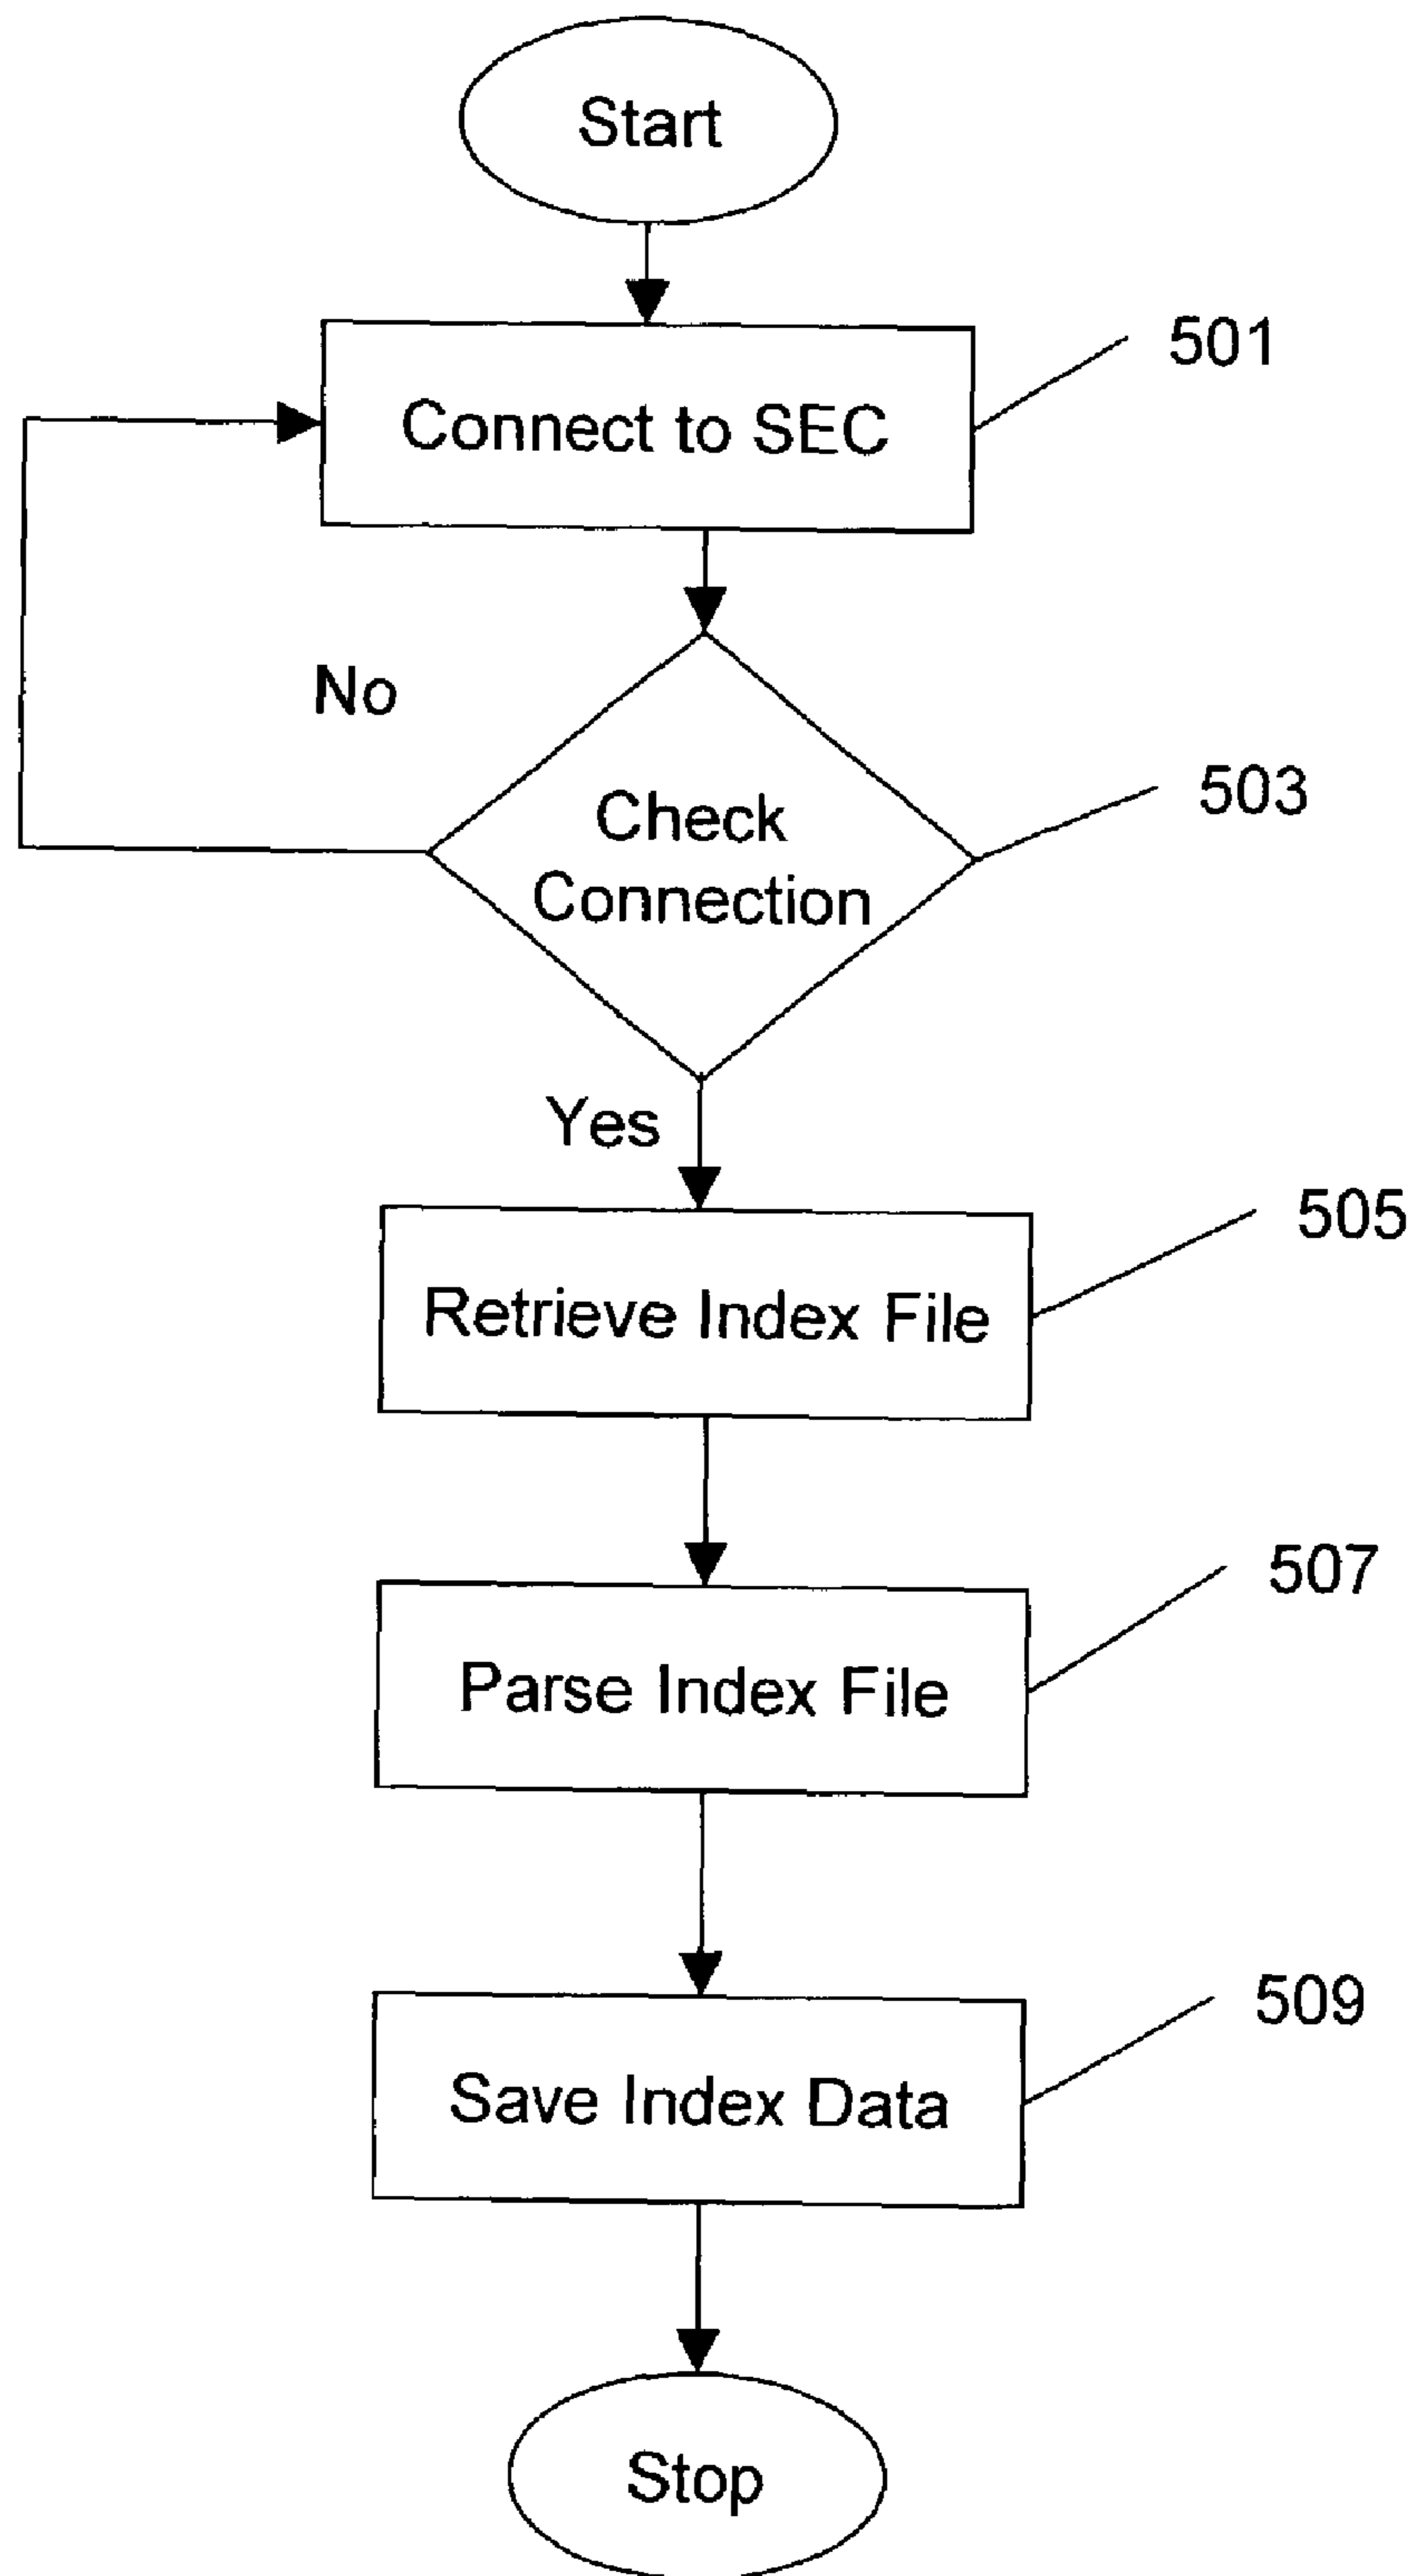 Start
501
Connect to SEC
No
503
Check
Connection
Yes
505
Retrieve Index File
507
Parse Index File
509
Save Index Data
Stop